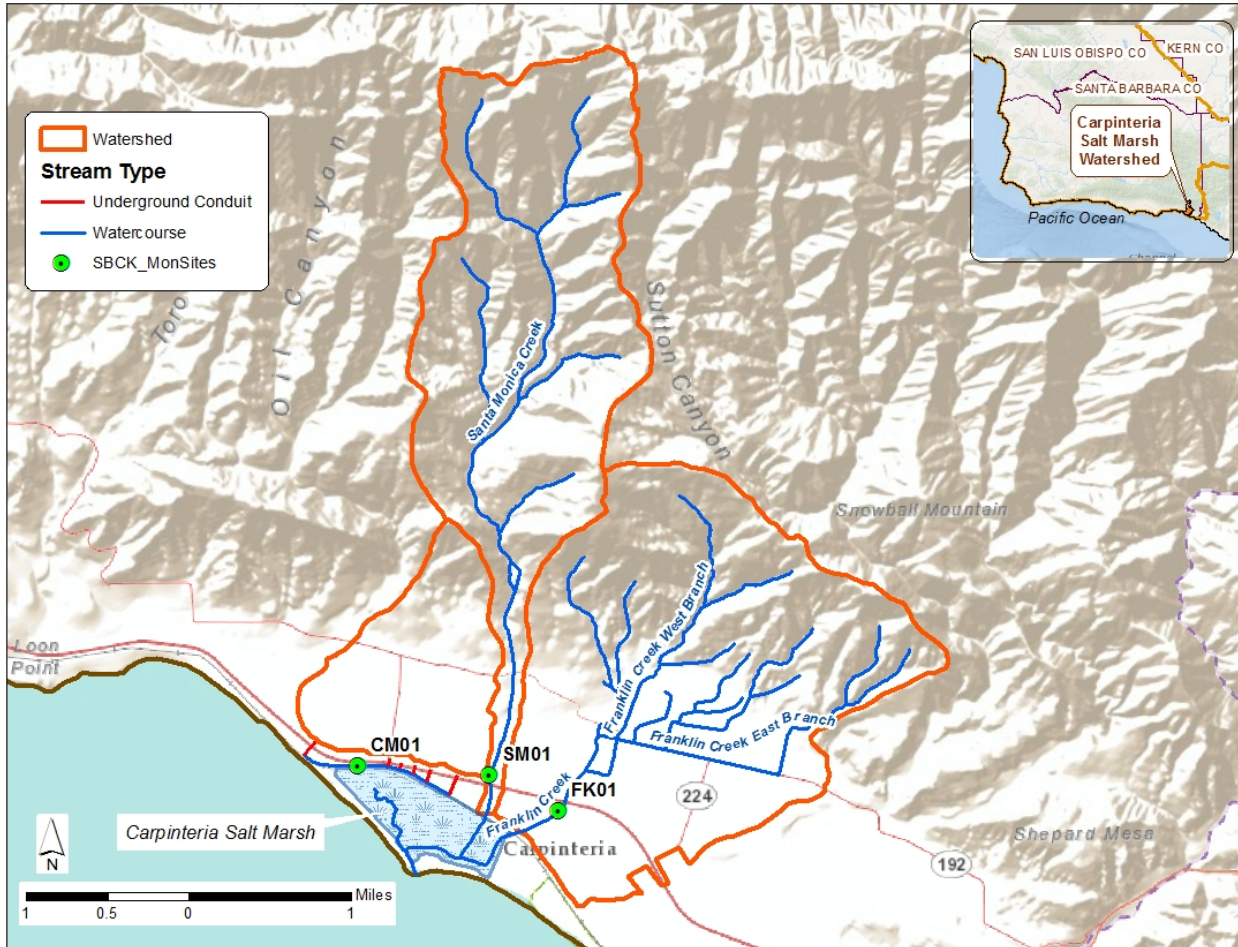 Watershed
Stream Type
Underground Conduit
Watercourse
SBCK_MonSites
SAN LUIS OBISPO CO
KERN CO
SANTA BARBARA CO
Carpinteria
Salt Marsh
Watershed
Pacific Ocean
Toro
Oil Canyon
Sutton Canyon
Santa Monica Creek
Snowball Mountain
Franklin Creek West Branch
Franklin Creek East Branch
Loon
Point
CM01
SM01
FK01
Franklin Creek
224
Carpinteria Salt Marsh
Carpinteria
Shepard Mesa
192
N
Miles
1 0.5 0 1